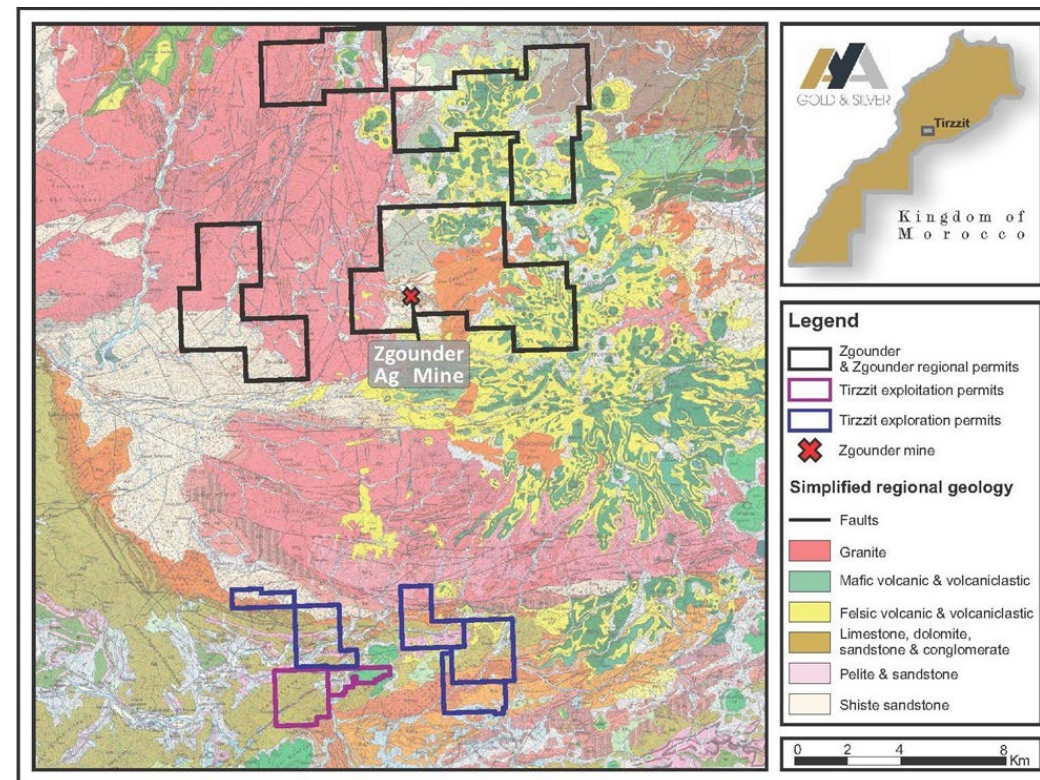 Zgounder
Ag Mine
AYA
GOLD & SILVER
Tirzzit
Kingdom of
Morocco
Legend
Zgounder
& Zgounder regional permits
Tirzzit exploitation permits
Tirzzit exploration permits
Zgounder mine
Simplified regional geology
Faults
Granite
Mafic volcanic & volcaniclastic
Felsic volcanic & volcaniclastic
Limestone, dolomite,
sandstone & conglomerate
Pelite & sandstone
Shiste sandstone
0 2 4 8
Km